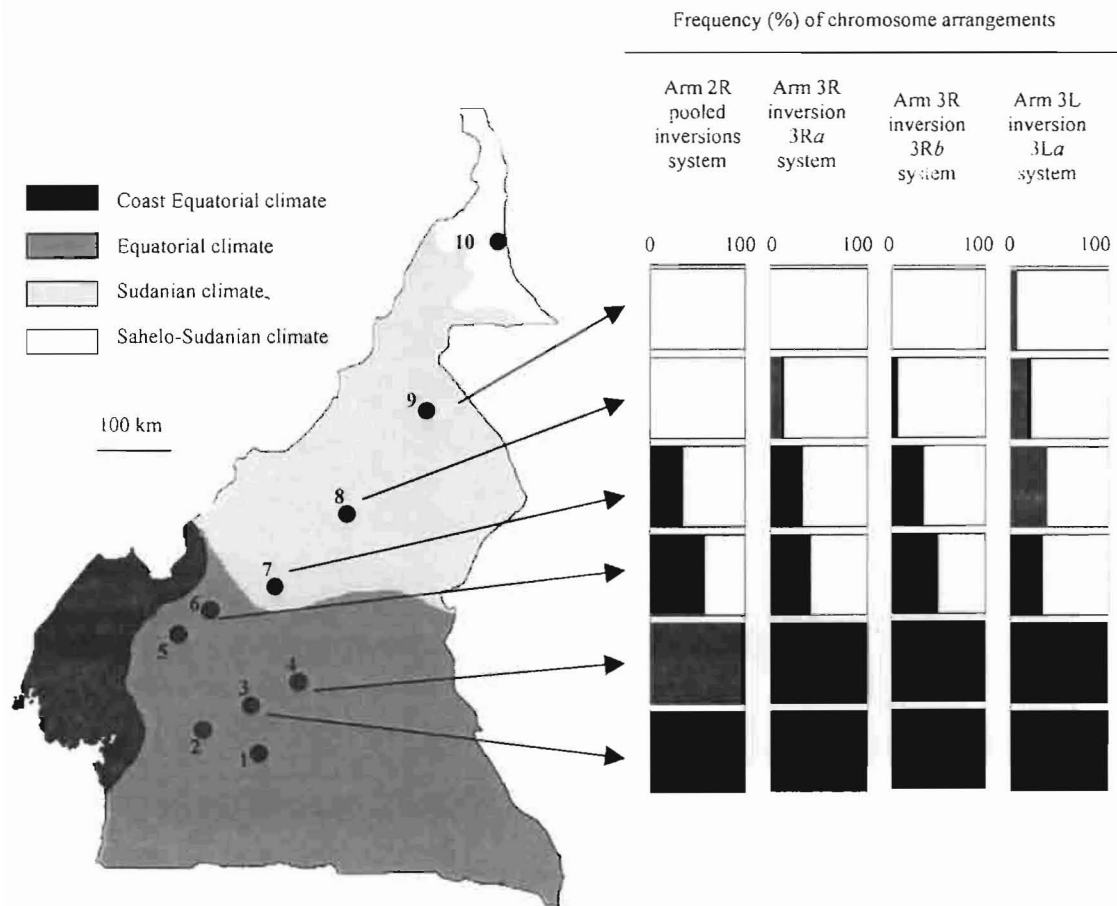 Frequency (%) of chromosome arrangements
Arm 2R
pooled
inversions
system
Arm 3R
inversion
3Ra
system
Arm 3R
inversion
3Rb
system
Arm 3L
inversion
3La
system
0 100 0 100 0 100 0 100
Coast Equatorial climate
Equatorial climate
Sudanian climate
Sahelo-Sudanian climate
100 km
10
9
8
7
6
5
4
3
2
1